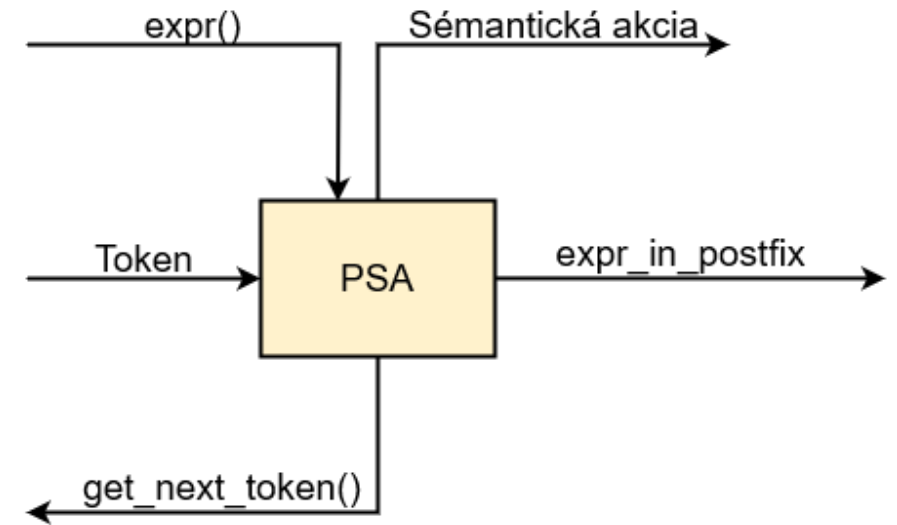 expr()
Sémantická akcia
Token
PSA
expr_in_postfix
get_next_token()